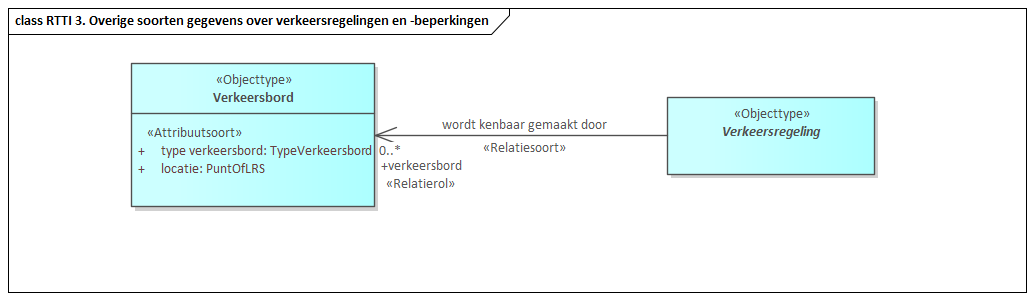 class RTTI 3. Overige soorten gegevens over verkeersregelingen en -beperkingen
«Objecttype»
Verkeersbord
«Attribuutsoort»
+ type verkeersbord: TypeVerkeersbord
+ locatie: PuntOfLRS
wordt kenbaar gemaakt door
«Relatiesoort»
0..*
+verkeersbord
«Relatierol»
«Objecttype»
Verkeersregeling